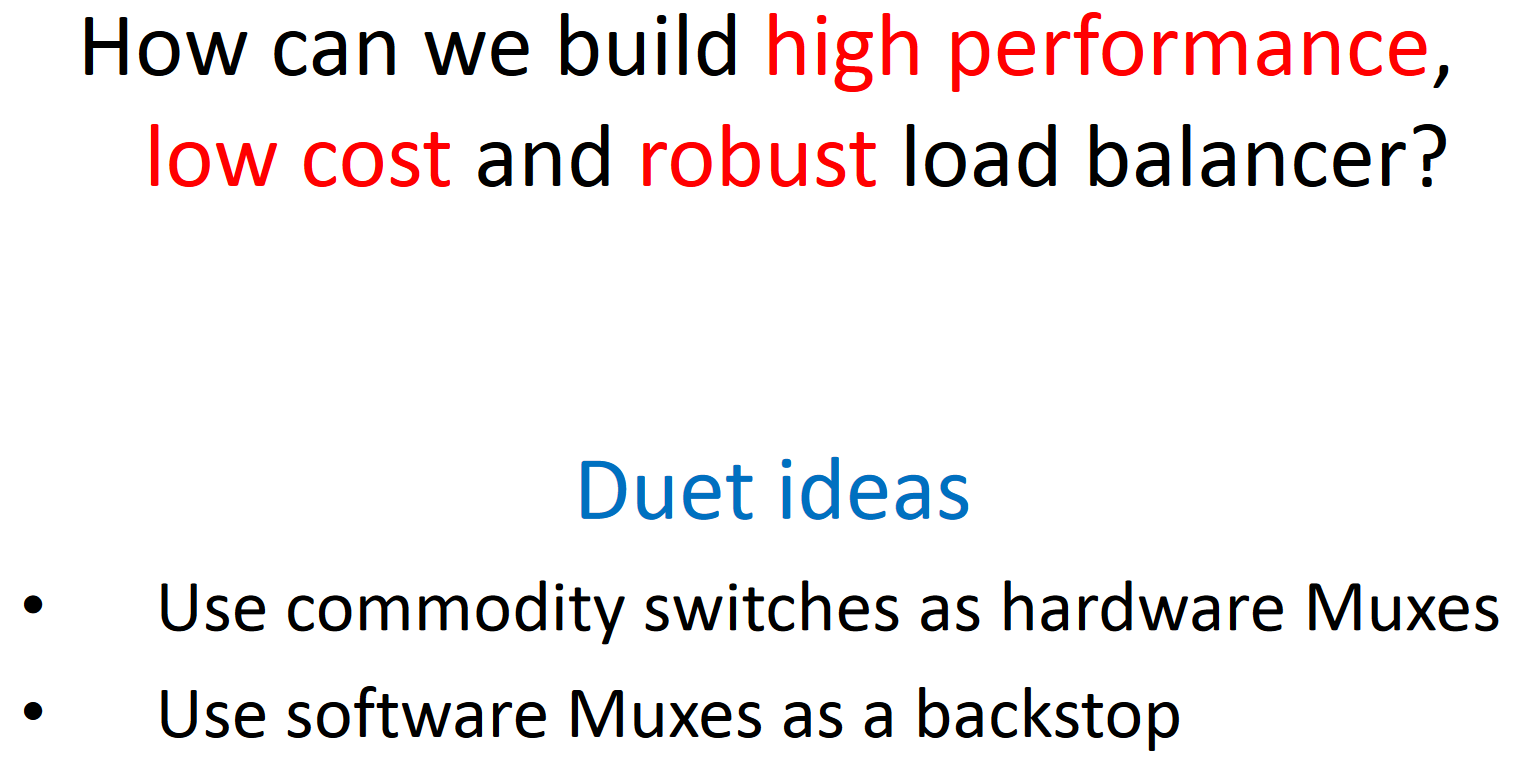 How can we build high performance,
low cost and robust load balancer?
Duet ideas
• Use commodity switches as hardware Muxes
• Use software Muxes as a backstop